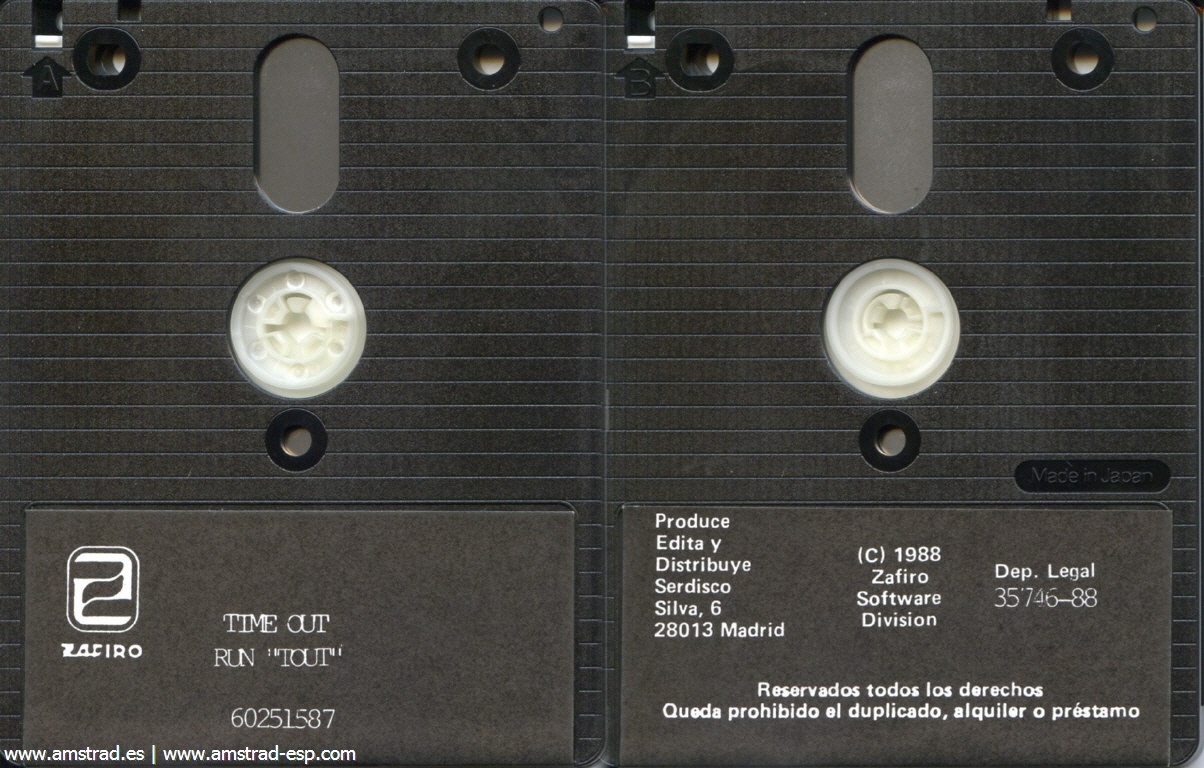 A
B
Made in Japan
ZAFIRO
TIME OUT
RUN "TOUT"
60251587
Produce
Edita y
Distribuye
Serdisco
Silva, 6
28013 Madrid
(C) 1988
Zafiro
Software
Division
Dep. Legal
35746-88
Reservados todos los derechos
Queda prohibido el duplicado, alquiler o préstamo
www.amstrad.es | www.amstrad-esp.com